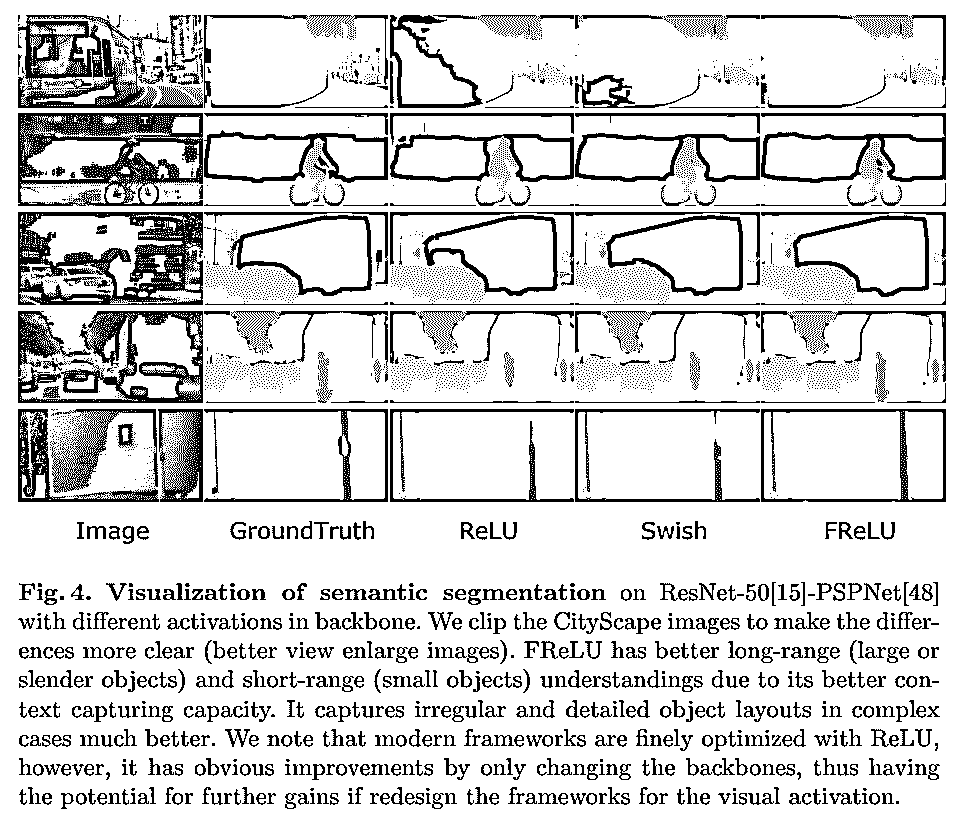 Image GroundTruth ReLU Swish FReLU
Fig. 4. Visualization of semantic segmentation on ResNet-50[15]-PSPNet[48]
with different activations in backbone. We clip the CityScape images to make the differ-
ences more clear (better view enlarge images). FReLU has better long-range (large or
slender objects) and short-range (small objects) understandings due to its better con-
text capturing capacity. It captures irregular and detailed object layouts in complex
cases much better. We note that modern frameworks are finely optimized with ReLU,
however, it has obvious improvements by only changing the backbones, thus having
the potential for further gains if redesign the frameworks for the visual activation.